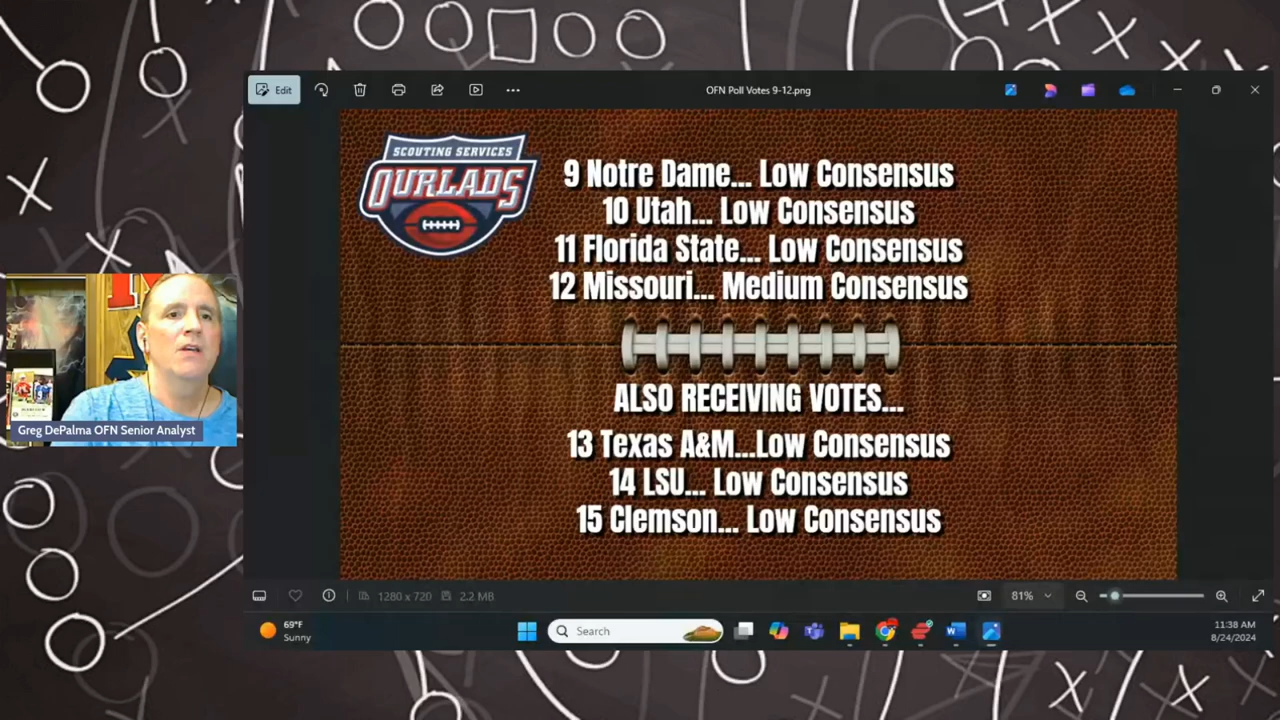 Edit
OFN Poll Votes 9-12.png
SCOUTING SERVICES
OURLADS
9 Notre Dame... Low Consensus
10 Utah... Low Consensus
11 Florida State... Low Consensus
12 Missouri... Medium Consensus
ALSO RECEIVING VOTES...
13 Texas A&M...Low Consensus
14 LSU... Low Consensus
15 Clemson... Low Consensus
Greg DePalma OFN Senior Analyst
1280 x 720
2.2 MB
81%
69°F
Sunny
Search
11:38 AM
8/24/2024